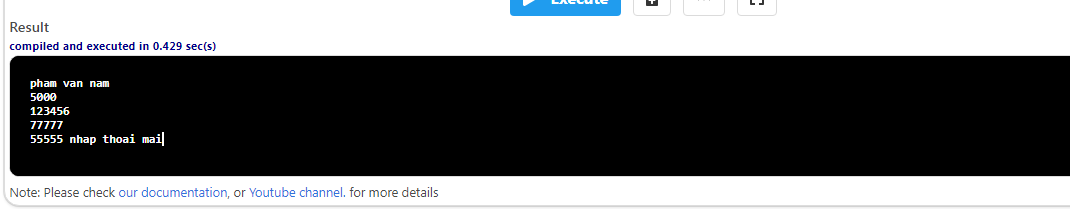 Execute
Result
compiled and executed in 0.429 sec(s)
pham van nam
5000
123456
77777
55555 nhap thoai mai
Note: Please check our documentation, or Youtube channel. for more details